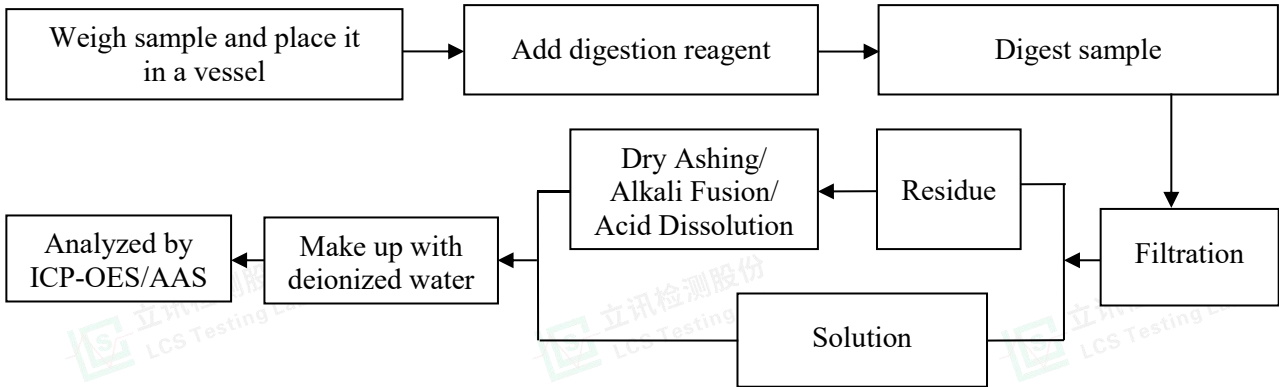 Weigh sample and place it
in a vessel
Add digestion reagent
Digest sample
Filtration
Residue
Dry Ashing/
Alkali Fusion/
Acid Dissolution
Solution
Make up with
deionized water
Analyzed by
ICP-OES/AAS
立讯检测股份
LCS Testing
立讯检测股份
LCS Testing
LCS Testing